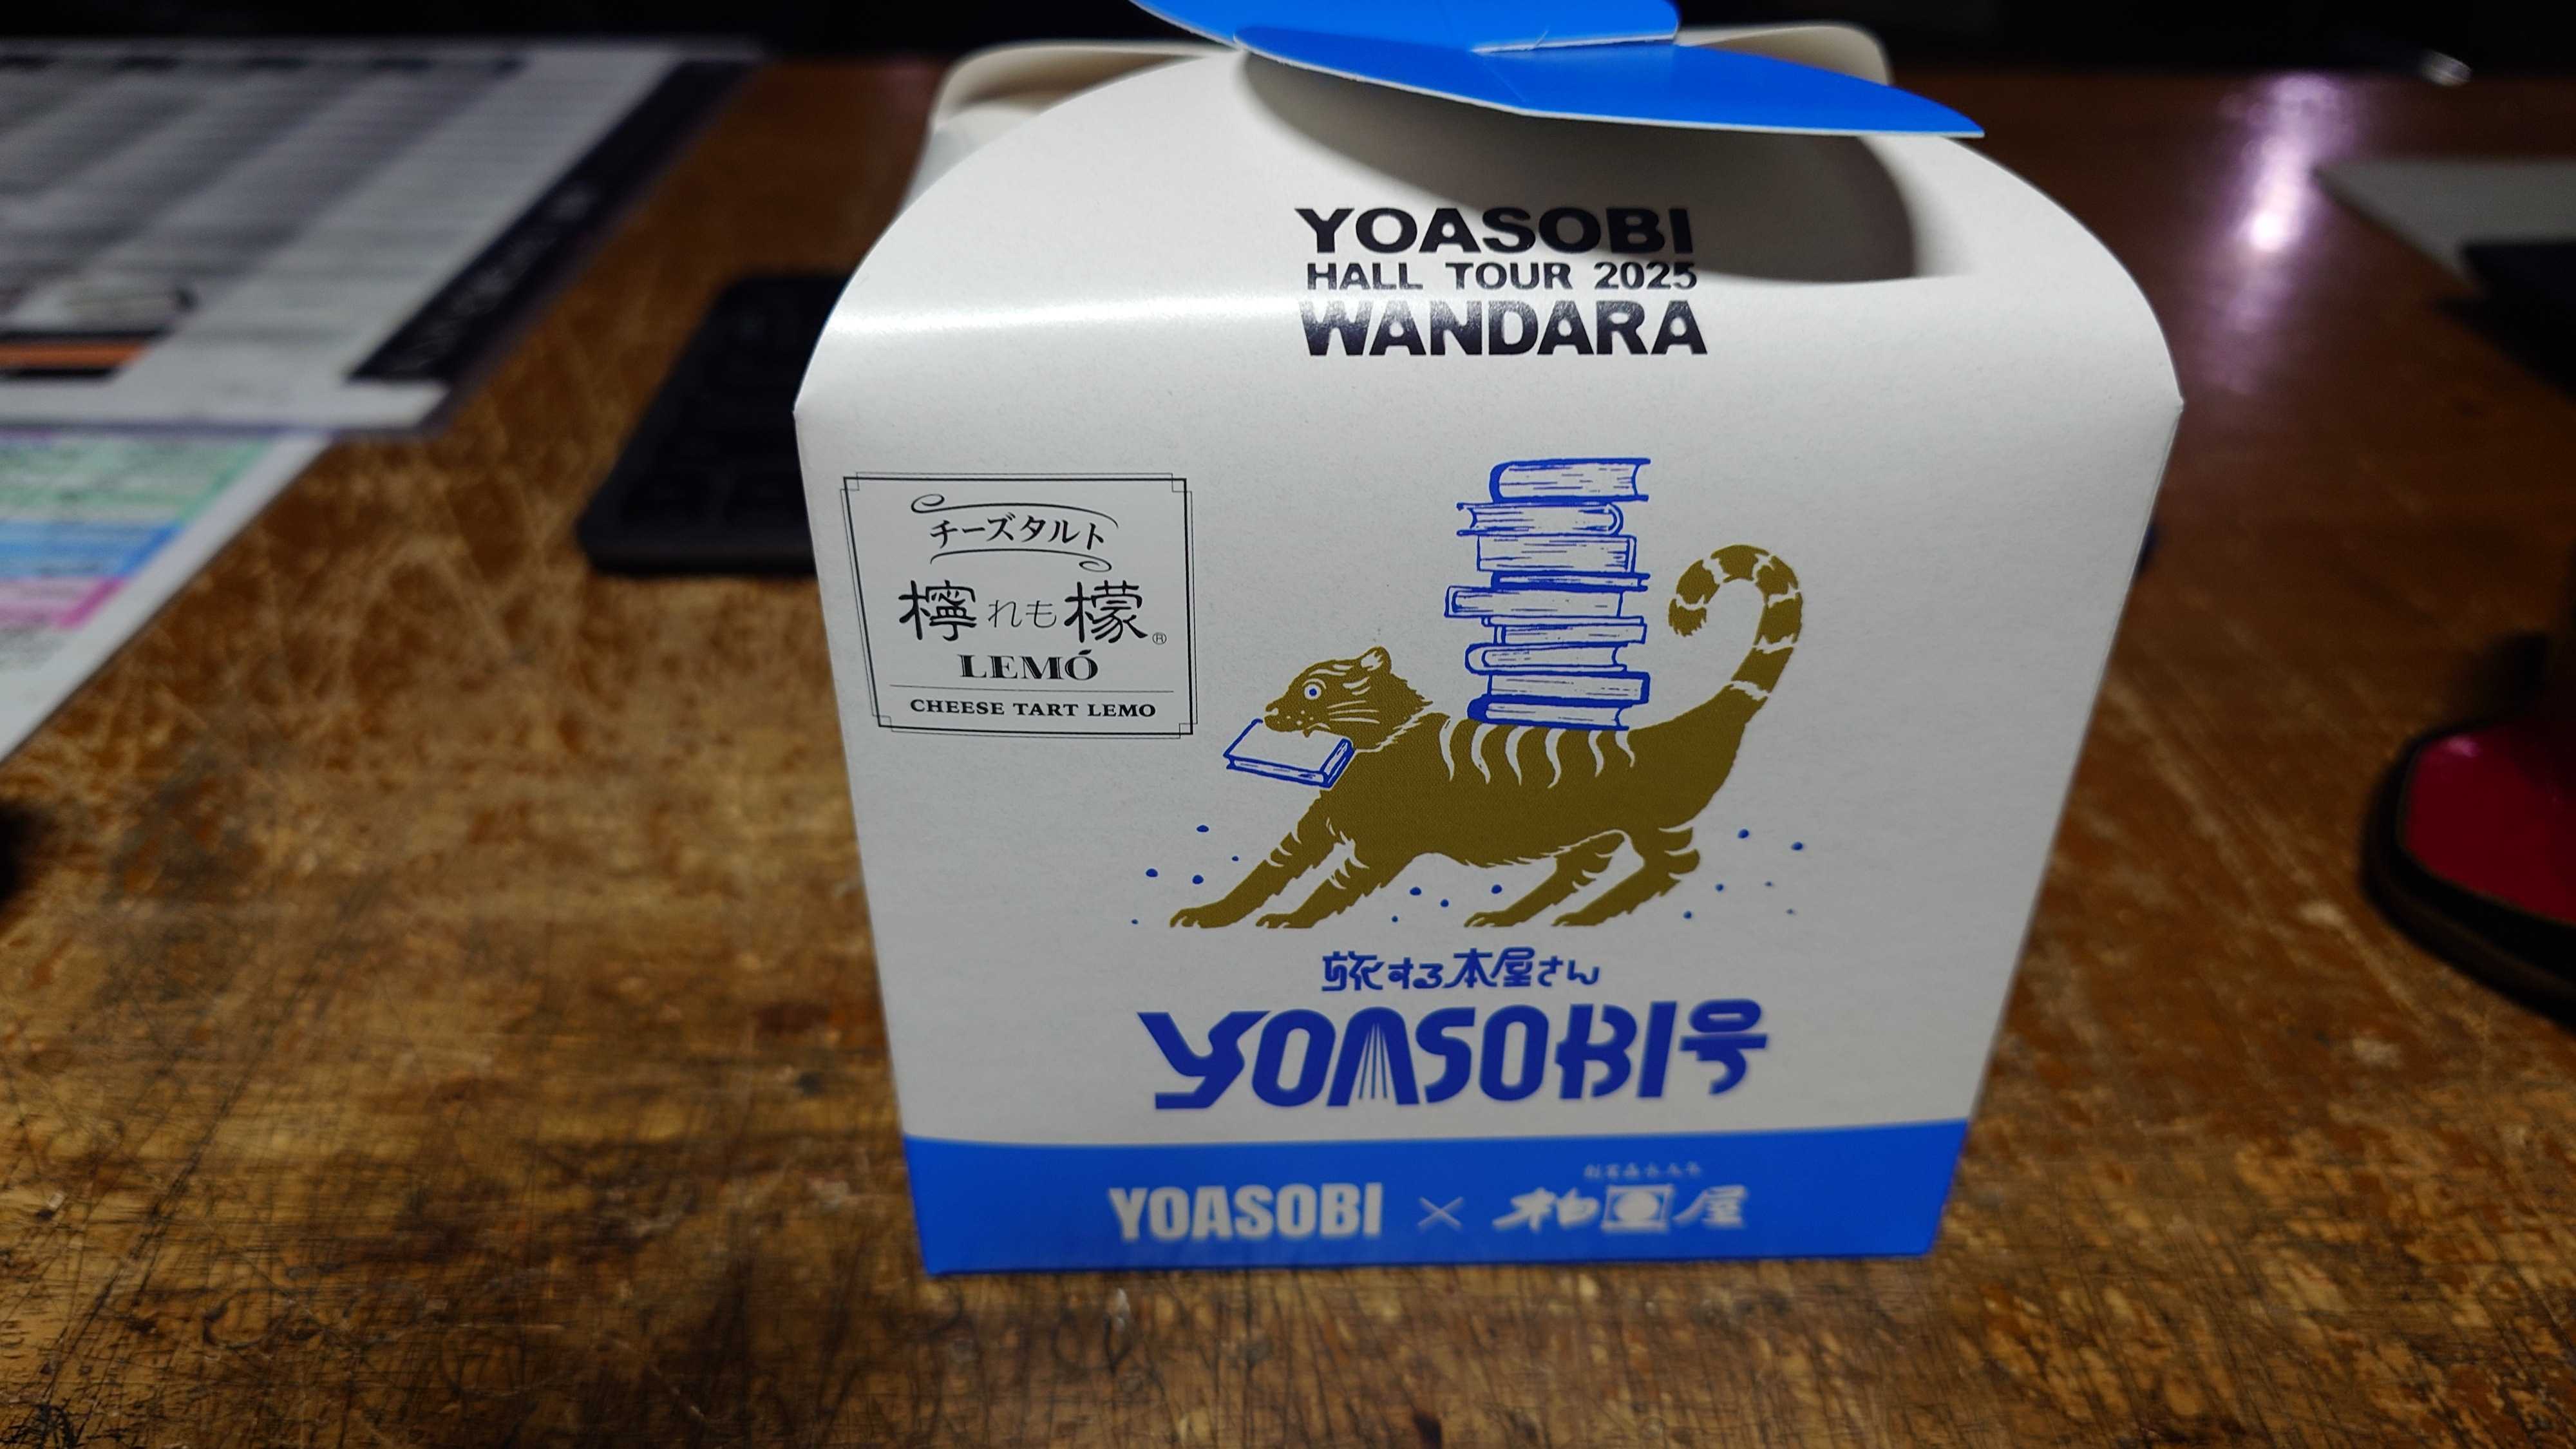 YOASOBI
HALL TOUR 2025
WANDARA
チーズタルト
檸れも檬®
LEMÓ
CHEESE TART LEMO
旅する本屋さん
YOASOBI号
YOASOBI × 柏屋